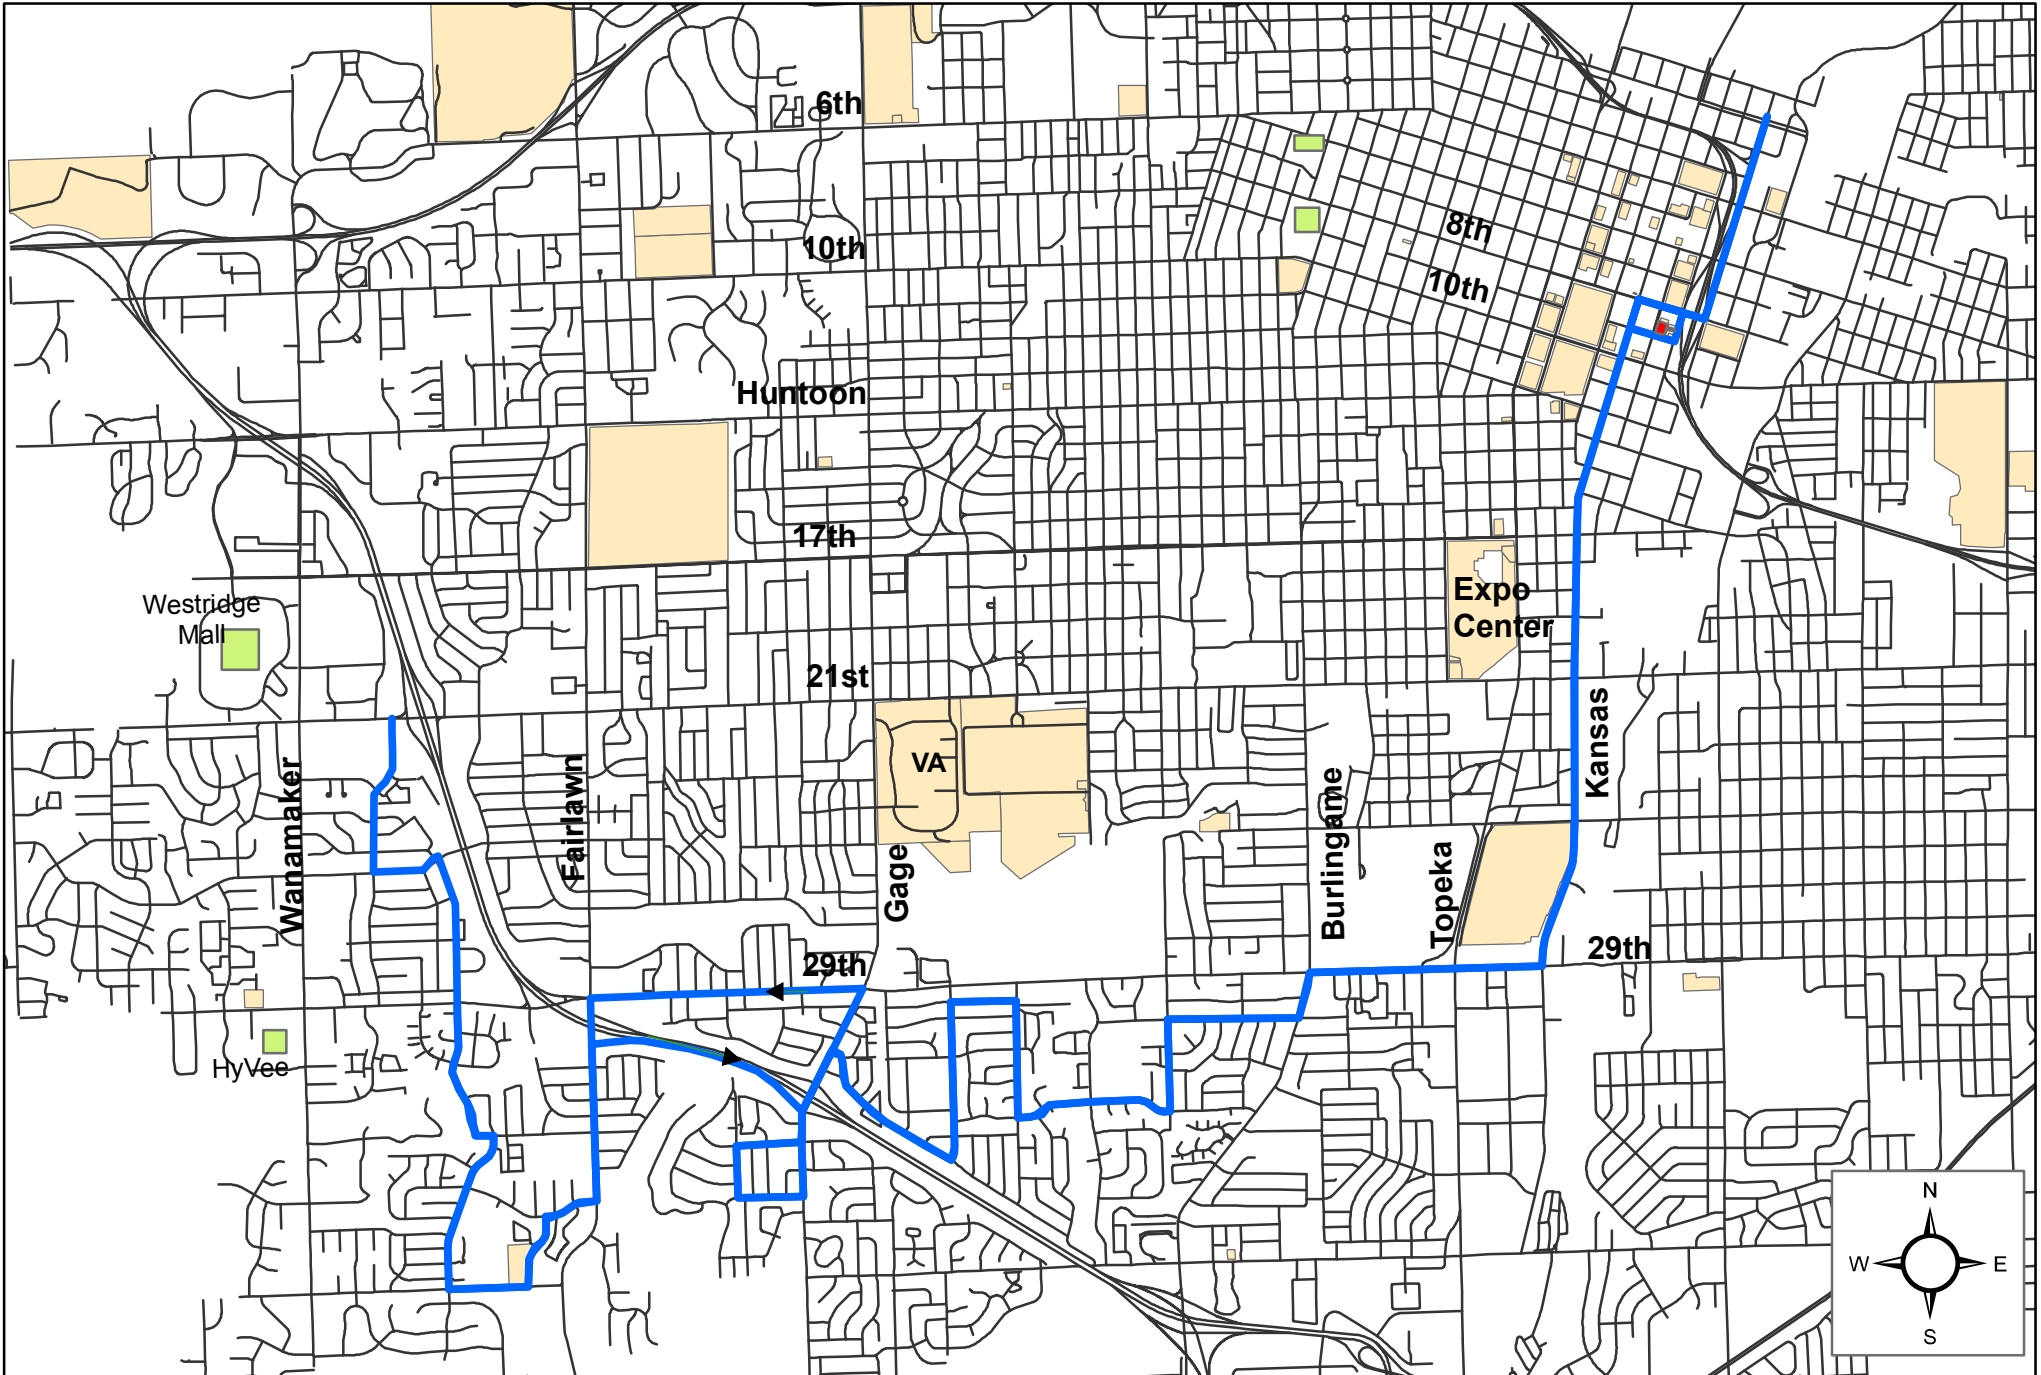 6th
8th
10th
10th
Huntoon
17th
Westridge
Mall
Expo
Center
21st
Kansas
VA
Wanamaker
Fairlawn
Gage
Burlingame
Topeka
29th
29th
HyVee
N
W
E
S